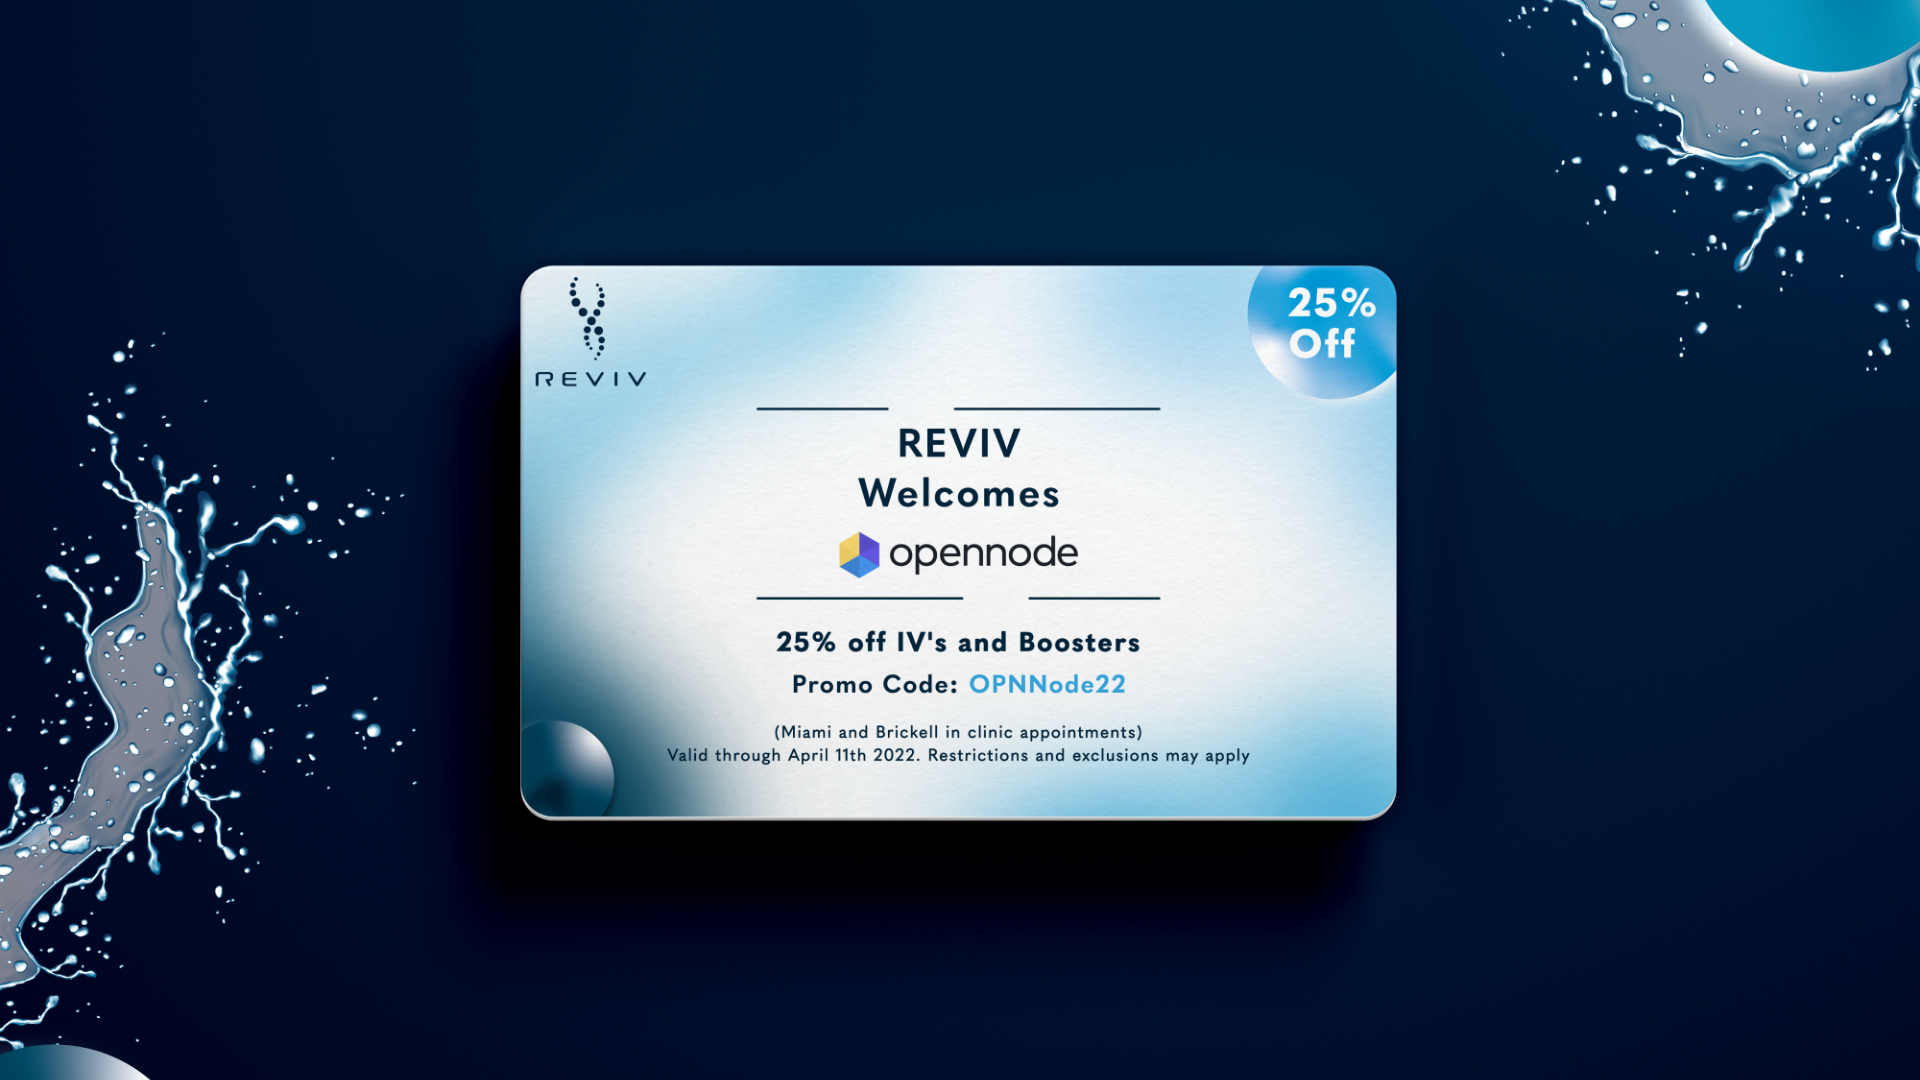 REVIV
25%
Off
REVIV
Welcomes
opennode
25% off IV's and Boosters
Promo Code: OPNNode22
(Miami and Brickell in clinic appointments)
Valid through April 11th 2022. Restrictions and exclusions may apply